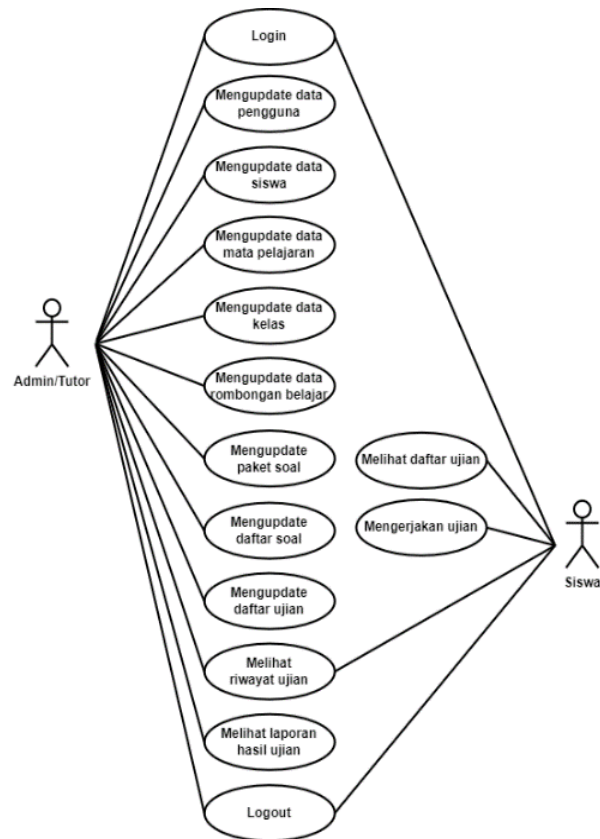 Login
Mengupdate data
pengguna
Mengupdate data
siswa
Mengupdate data
mata pelajaran
Mengupdate data
kelas
Admin/Tutor
Mengupdate data
rombongan belajar
Mengupdate
paket soal
Melihat daftar ujian
Mengupdate
daftar soal
Mengerjakan ujian
Siswa
Mengupdate
daftar ujian
Melihat
riwayat ujian
Melihat laporan
hasil ujian
Logout